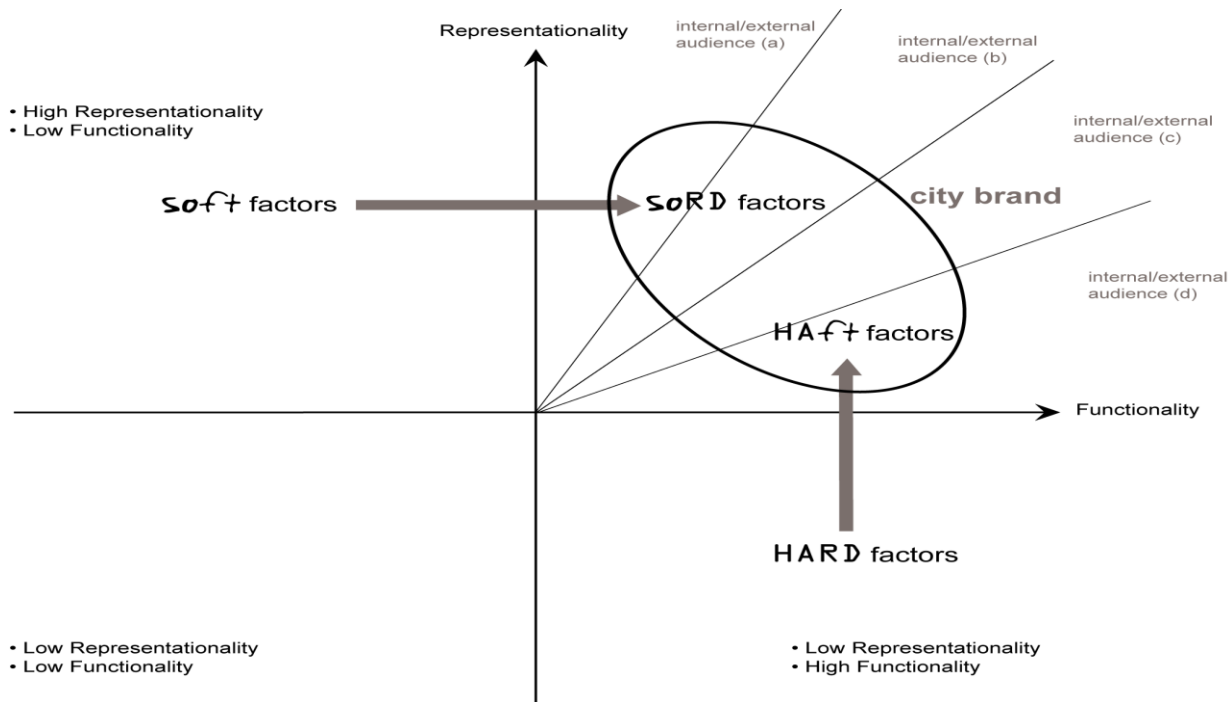 internal/external
audience (a)
Representationality
internal/external
audience (b)
• High Representationality
• Low Functionality
internal/external
audience (c)
soft factors
soRD factors
city brand
internal/external
audience (d)
HAft factors
Functionality
HARD factors
• Low Representationality
• Low Functionality
• Low Representationality
• High Functionality